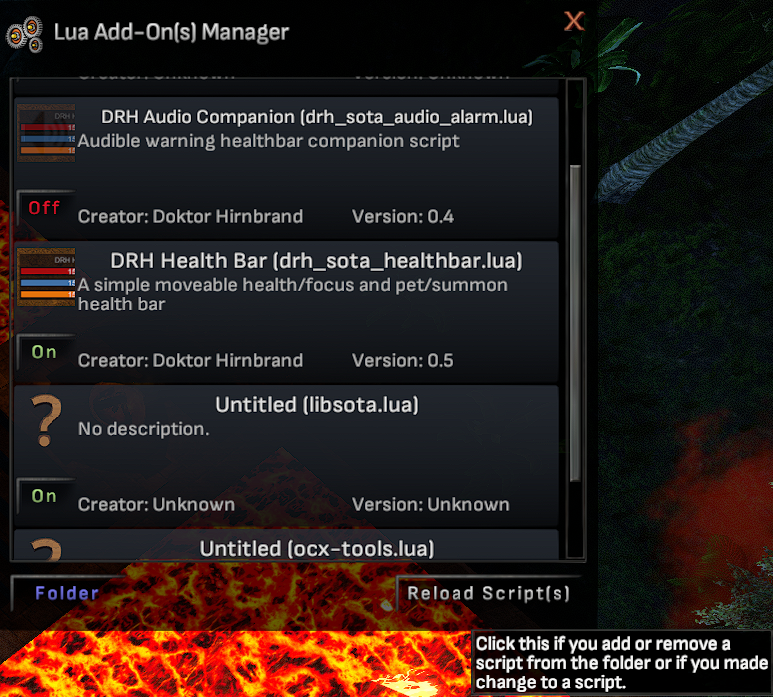 Lua Add-On(s) Manager
X
Creator: Unknown Version: Unknown
DRH Audio Companion (drh_sota_audio_alarm.lua)
Audible warning healthbar companion script
Off
Creator: Doktor Hirnbrand Version: 0.4
DRH Health Bar (drh_sota_healthbar.lua)
A simple moveable health/focus and pet/summon
health bar
On
Creator: Doktor Hirnbrand Version: 0.5
Untitled (libsota.lua)
No description.
On
Creator: Unknown Version: Unknown
Untitled (ocx-tools.lua)
Folder
Reload Script(s)
Click this if you add or remove a
script from the folder or if you made
change to a script.